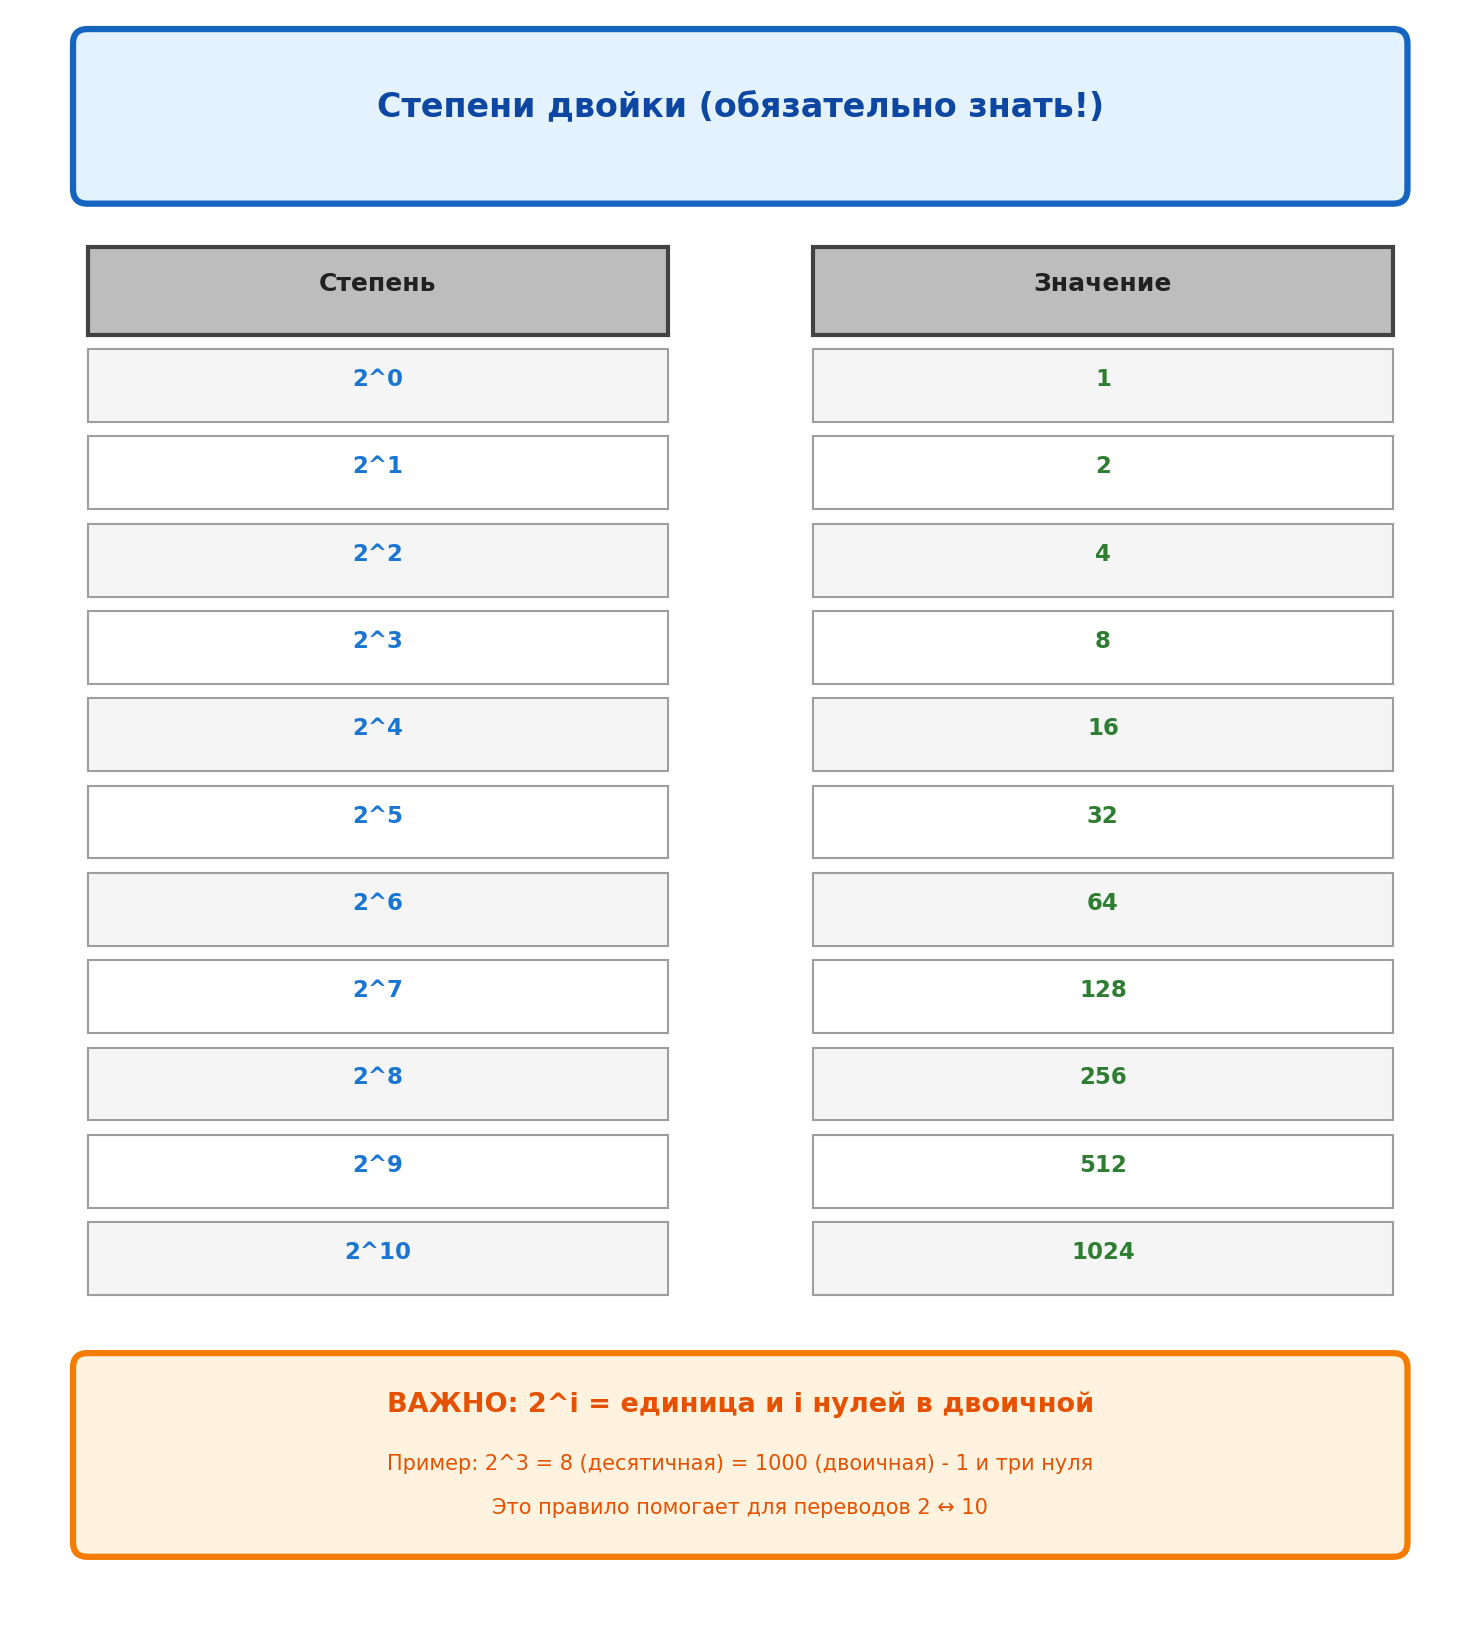 Степени двойки (обязательно знать!)
Степень Значение
2^0 1
2^1 2
2^2 4
2^3 8
2^4 16
2^5 32
2^6 64
2^7 128
2^8 256
2^9 512
2^10 1024
ВАЖНО: 2^i = единица и i нулей в двоичной
Пример: 2^3 = 8 (десятичная) = 1000 (двоичная) - 1 и три нуля
Это правило помогает для переводов 2 ↔ 10